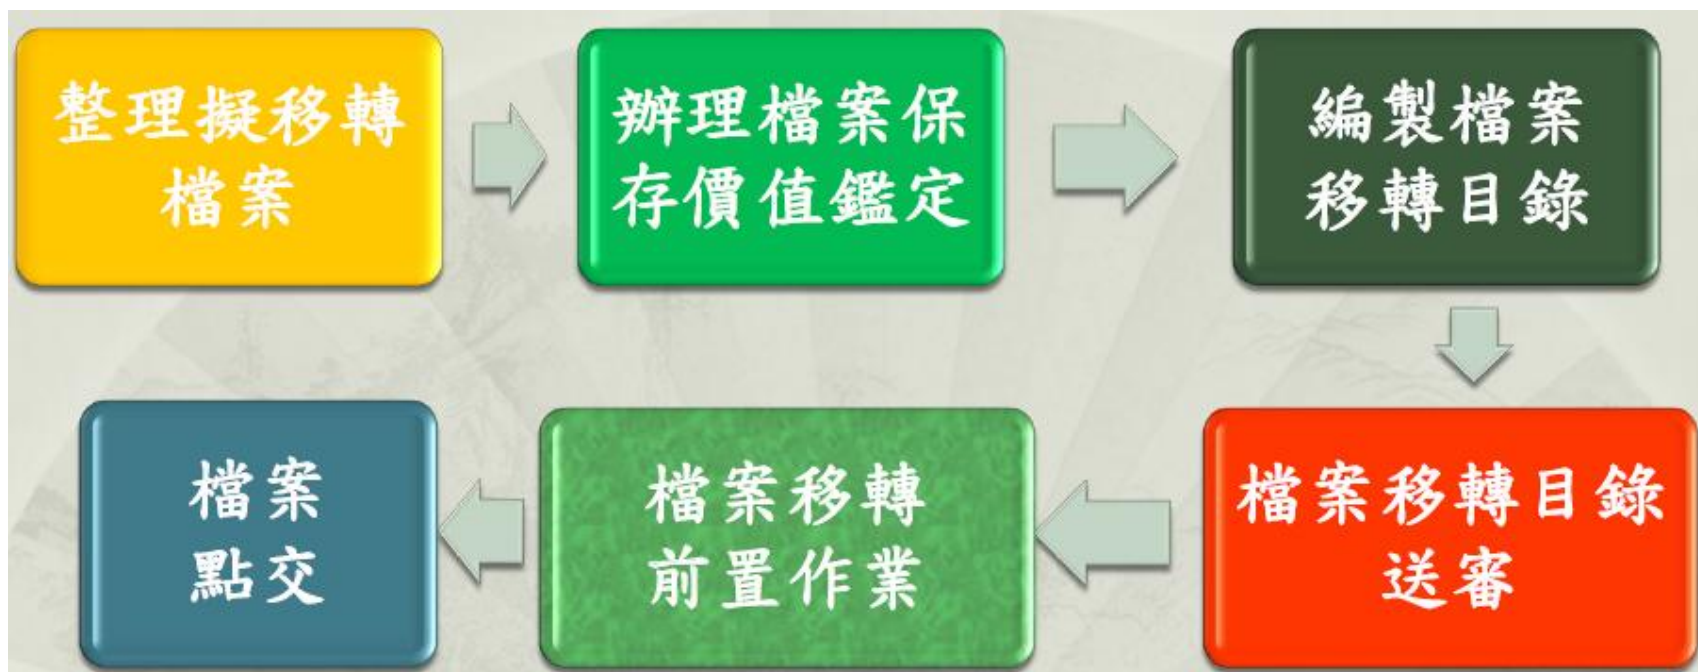 整理擬移轉
檔案
辦理檔案保
存價值鑑定
編製檔案
移轉目錄
檔案移轉目錄
送審
檔案移轉
前置作業
檔案
點交